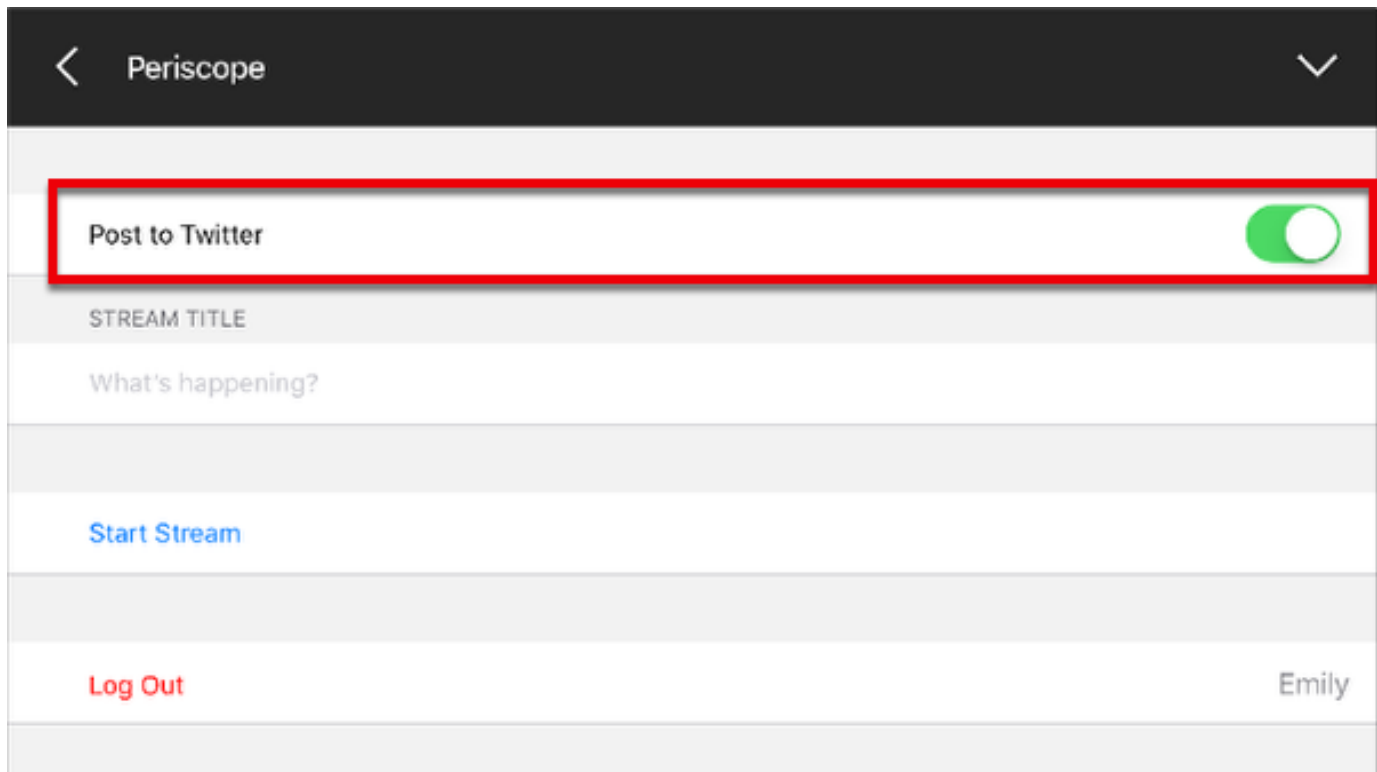 Periscope
Post to Twitter
STREAM TITLE
What's happening?
Start Stream
Log Out Emily